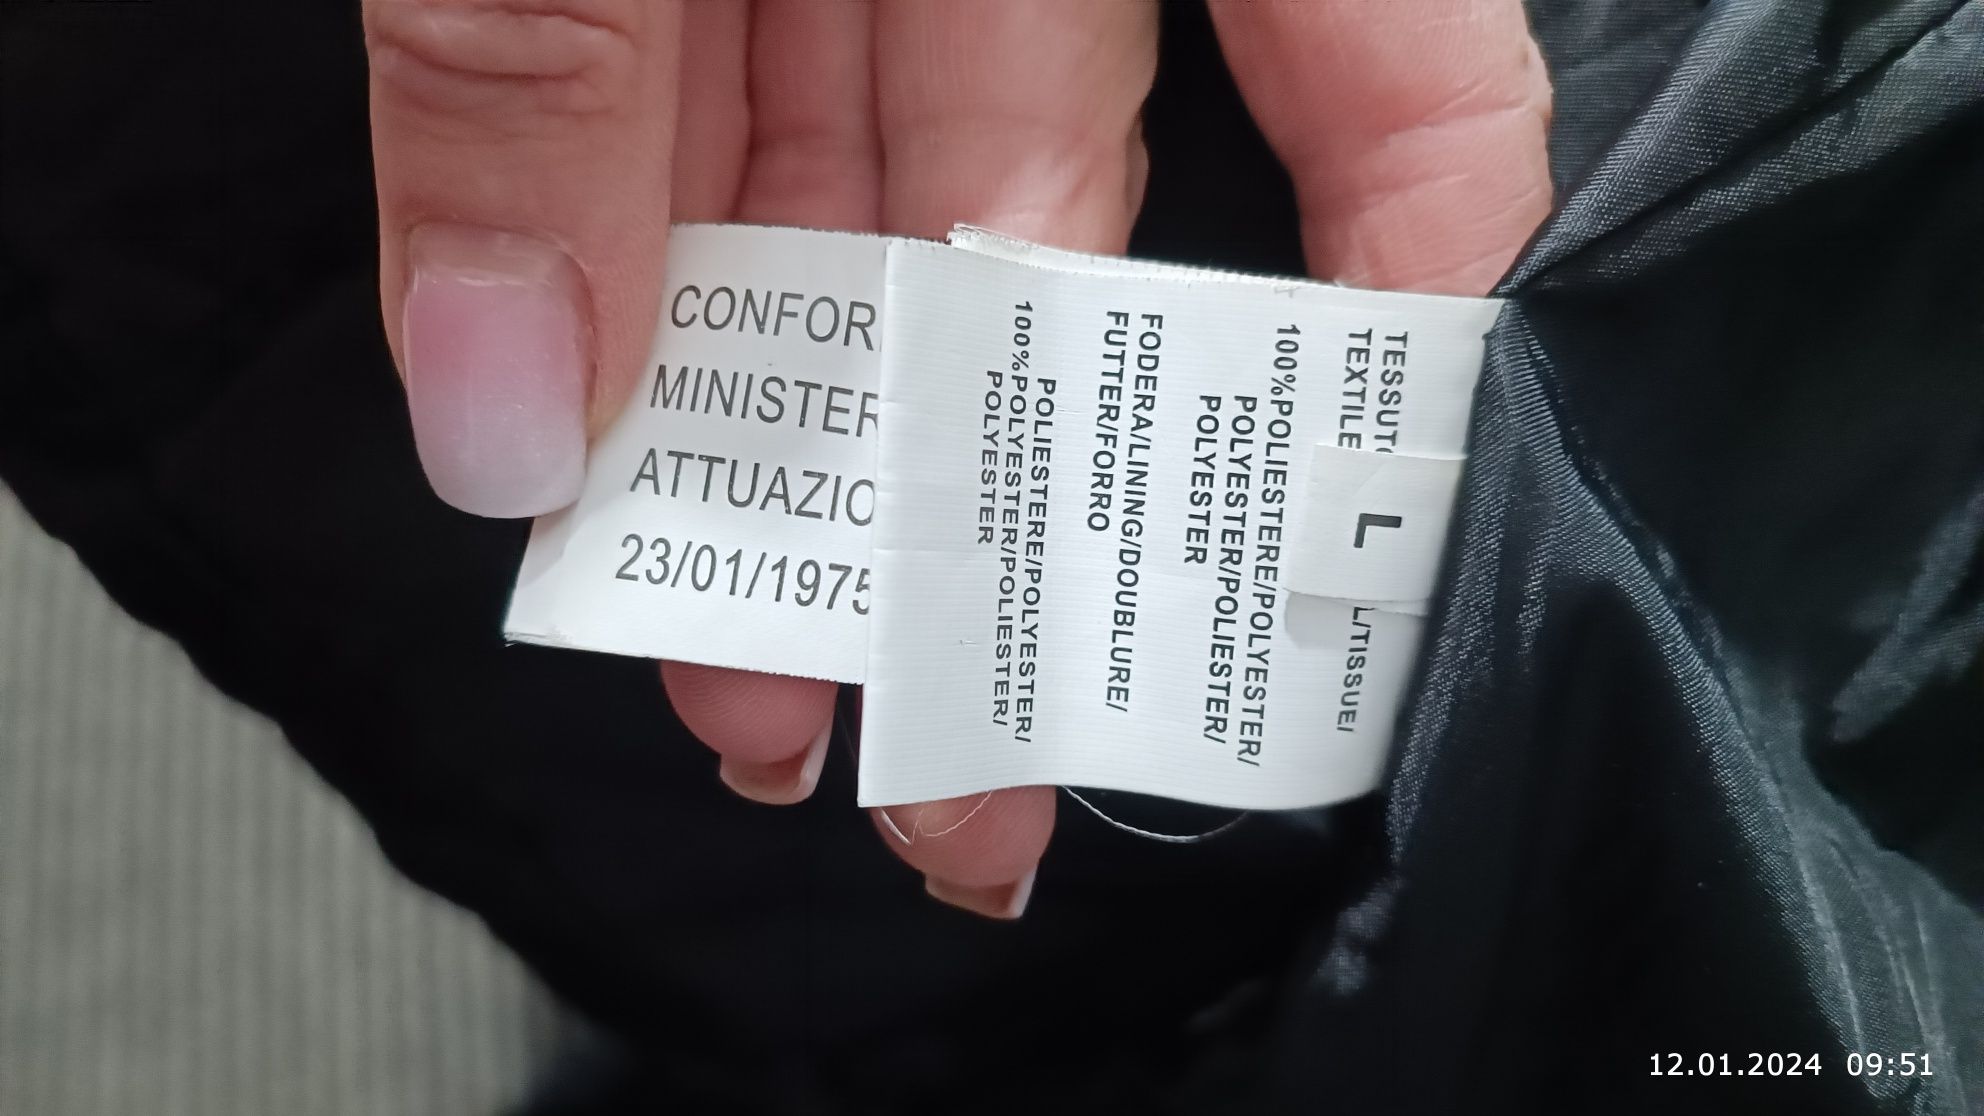 CONFOR
MINISTER
ATTUAZIO
23/01/1975
TESSUTO
TEXTILE L/TISSUE/
L
100%POLIESTERE/POLYESTER/
POLYESTER/POLIESTER/
POLYESTER
FODERA/LINING/DOUBLURE/
FUTTER/FORRO
POLIESTERE/POLYESTER/
100%POLYESTER/POLIESTER/
POLYESTER
12.01.2024 09:51